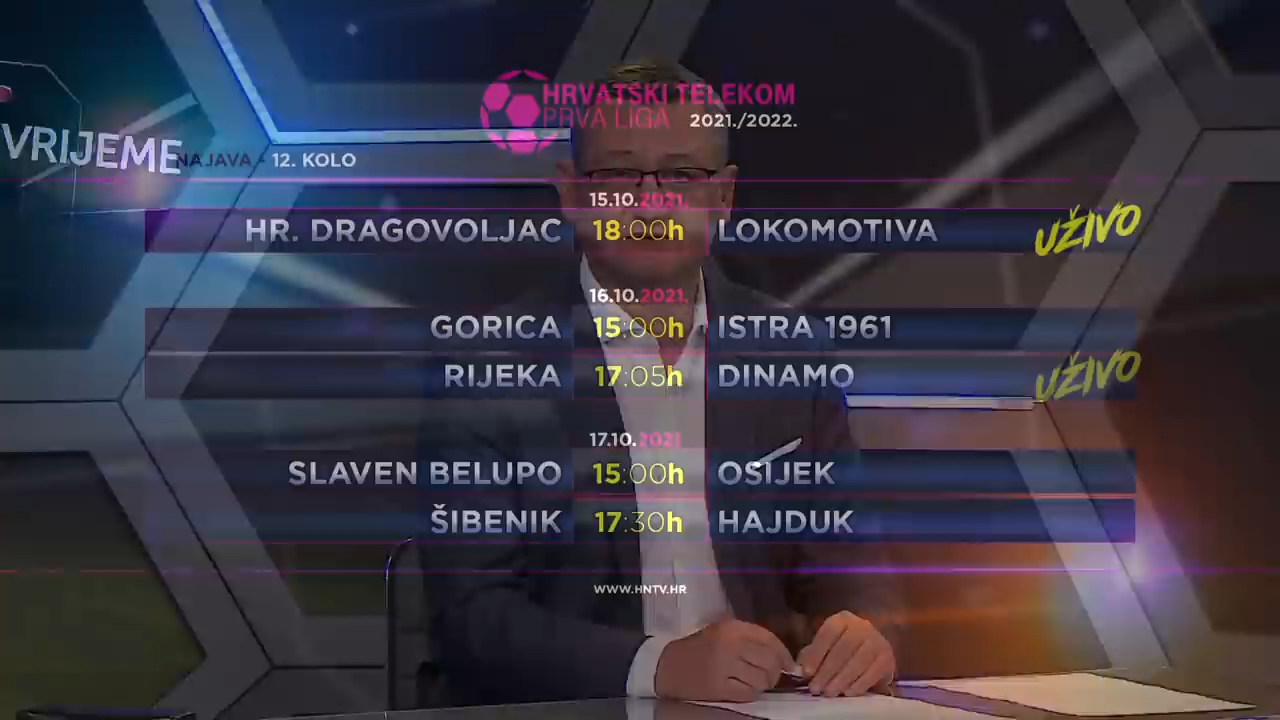 HRVATSKI TELEKOM
PRVA LIGA 2021./2022.
VRIJEME
NAJAVA - 12. KOLO
15.10.2021.
HR. DRAGOVOLJAC 18:00h LOKOMOTIVA UŽIVO
16.10.2021.
GORICA 15:00h ISTRA 1961
RIJEKA 17:05h DINAMO UŽIVO
17.10.2021
SLAVEN BELUPO 15:00h OSIJEK
ŠIBENIK 17:30h HAJDUK
WWW.HNTV.HR